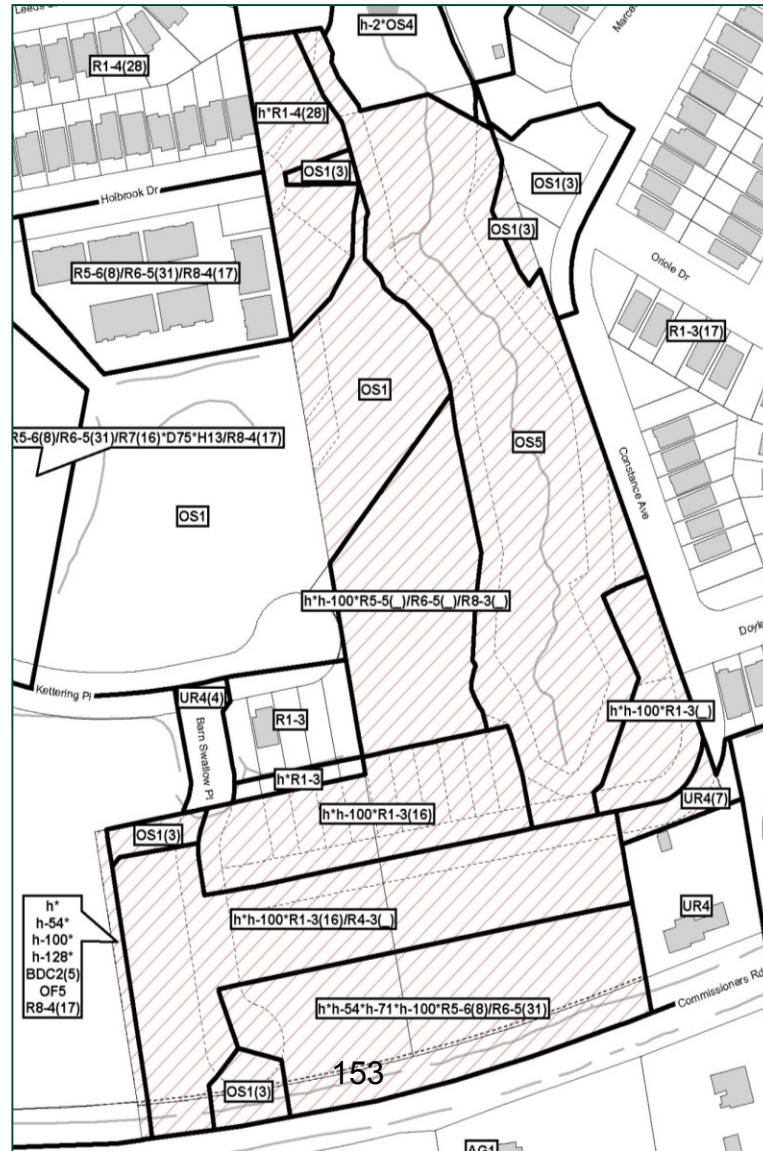 Leeds C
h-2*OS4
Marce
R1-4(28)
h*R1-4(28)
OS1(3)
OS1(3)
Holbrook Dr
OS1(3)
Oriole Dr
R5-6(8)/R6-5(31)/R8-4(17)
R1-3(17)
OS1
R5-6(8)/R6-5(31)/R7(16)*D75*H13/R8-4(17)
OS5
Constance Ave
OS1
h*h-100*R5-5(_)/R6-5(_)/R8-3(_)
Doyle
Kettering Pl
UR4(4)
R1-3
h*h-100*R1-3(_)
Barn Swallow Pl
h*R1-3
UR4(7)
h*h-100*R1-3(16)
OS1(3)
h*
h-54*
h-100*
h-128*
BDC2(5)
OF5
R8-4(17)
h*h-100*R1-3(16)/R4-3(_)
UR4
h*h-54*h-71*h-100*R5-6(8)/R6-5(31)
Commissioners Rd
153
OS1(3)
AG1